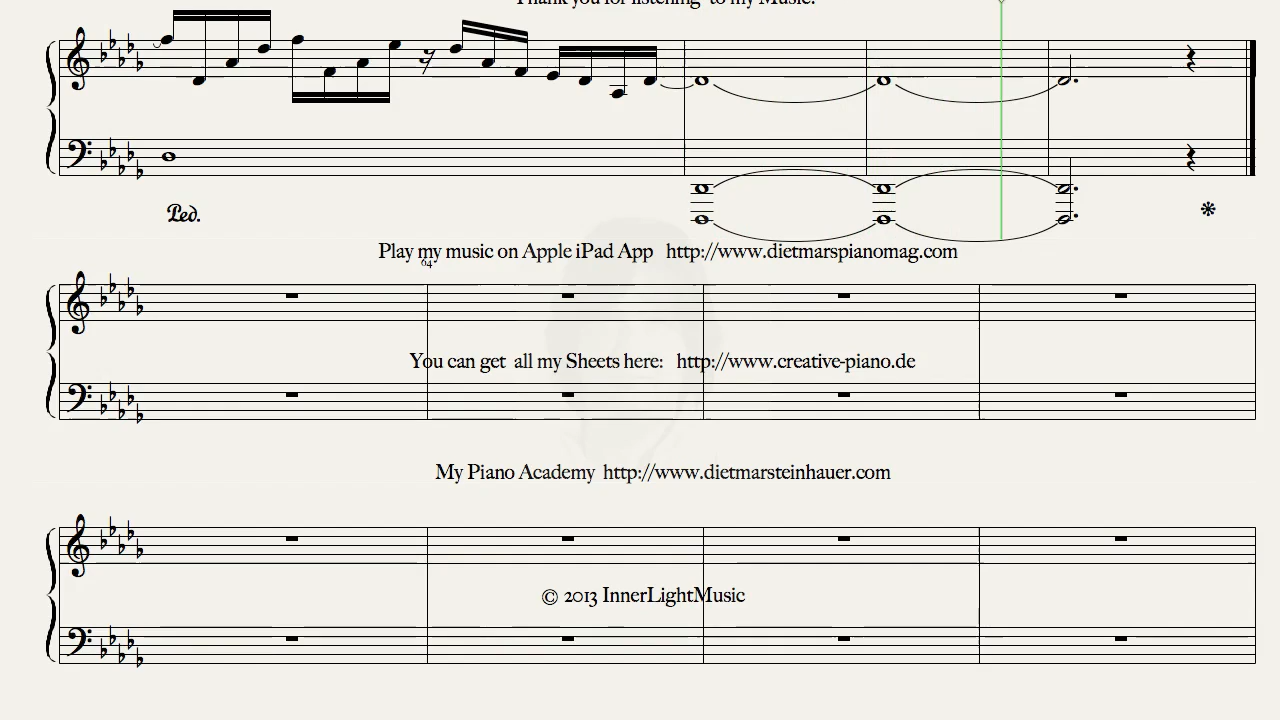 Thank you for listening to my Music.
Ped.
Play my music on Apple iPad App http://www.dietmarspianomag.com
64
You can get all my Sheets here: http://www.creative-piano.de
My Piano Academy http://www.dietmarsteinhauer.com
© 2013 InnerLightMusic